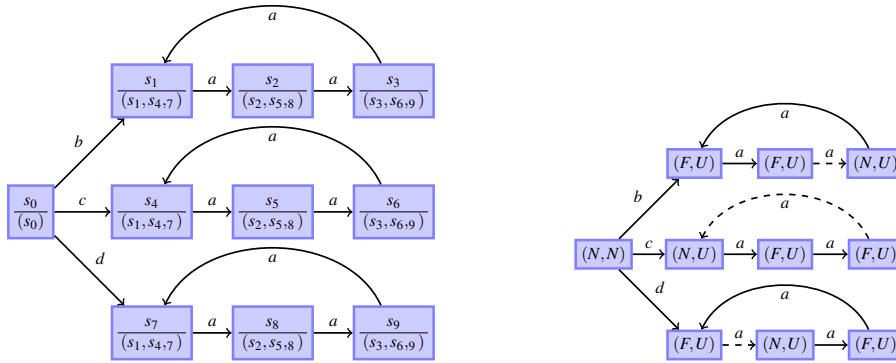 a
s1
(s1,s4,7)
a
s2
(s2,s5,8)
a
s3
(s3,s6,9)
b
a
s0
(s0)
c
s4
(s1,s4,7)
a
s5
(s2,s5,8)
a
s6
(s3,s6,9)
d
a
s7
(s1,s4,7)
a
s8
(s2,s5,8)
a
s9
(s3,s6,9)
a
(F,U)
a
(F,U)
a
(N,U)
b
a
(N,N)
c
(N,U)
a
(F,U)
a
(F,U)
d
a
(F,U)
a
(N,U)
a
(F,U)